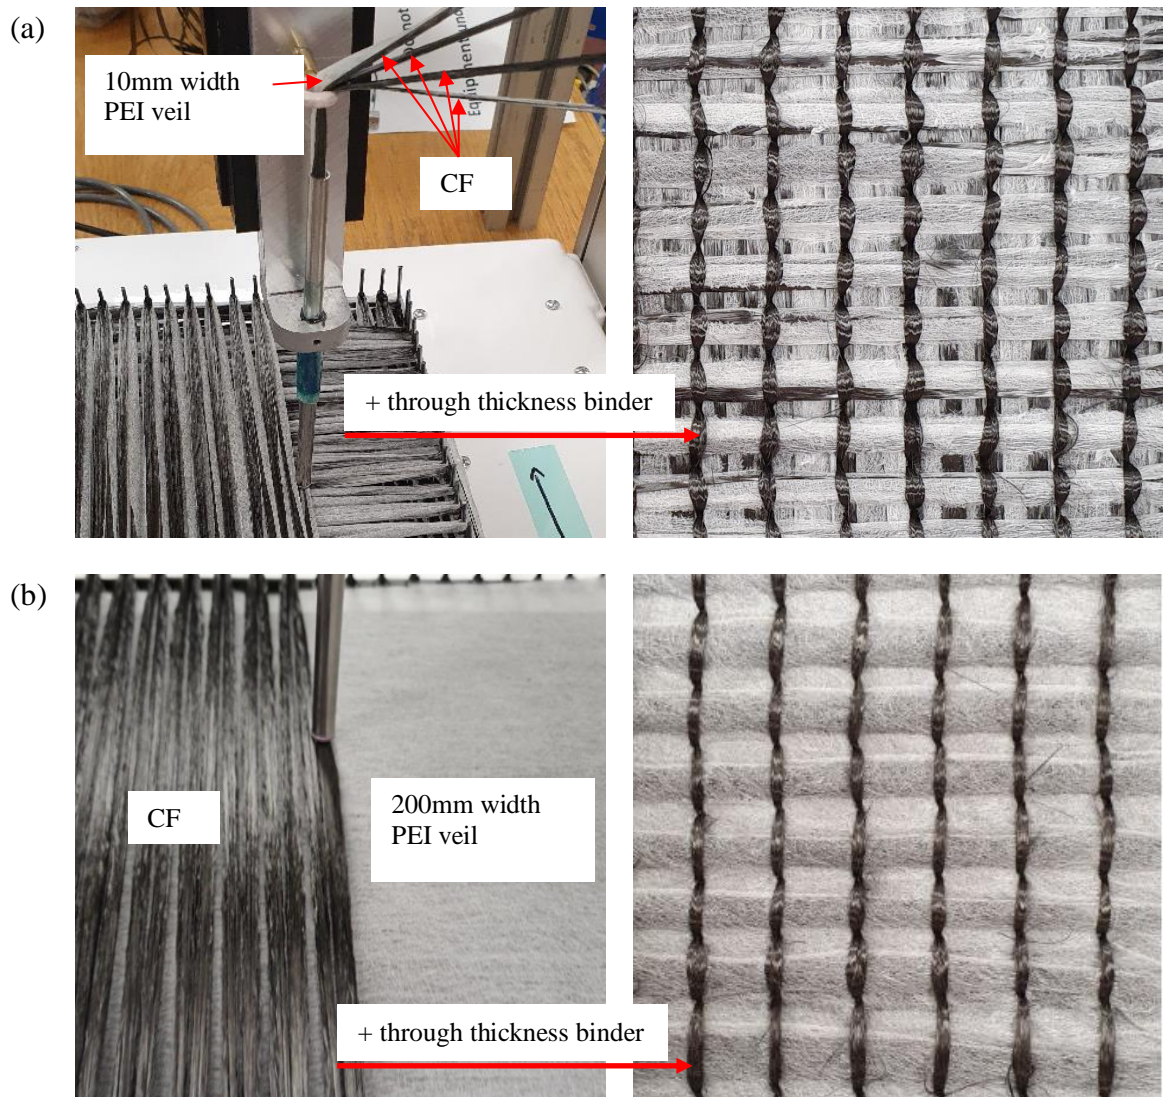 (a)
10mm width
PEI veil
CF
+ through thickness binder
(b)
CF
200mm width
PEI veil
+ through thickness binder